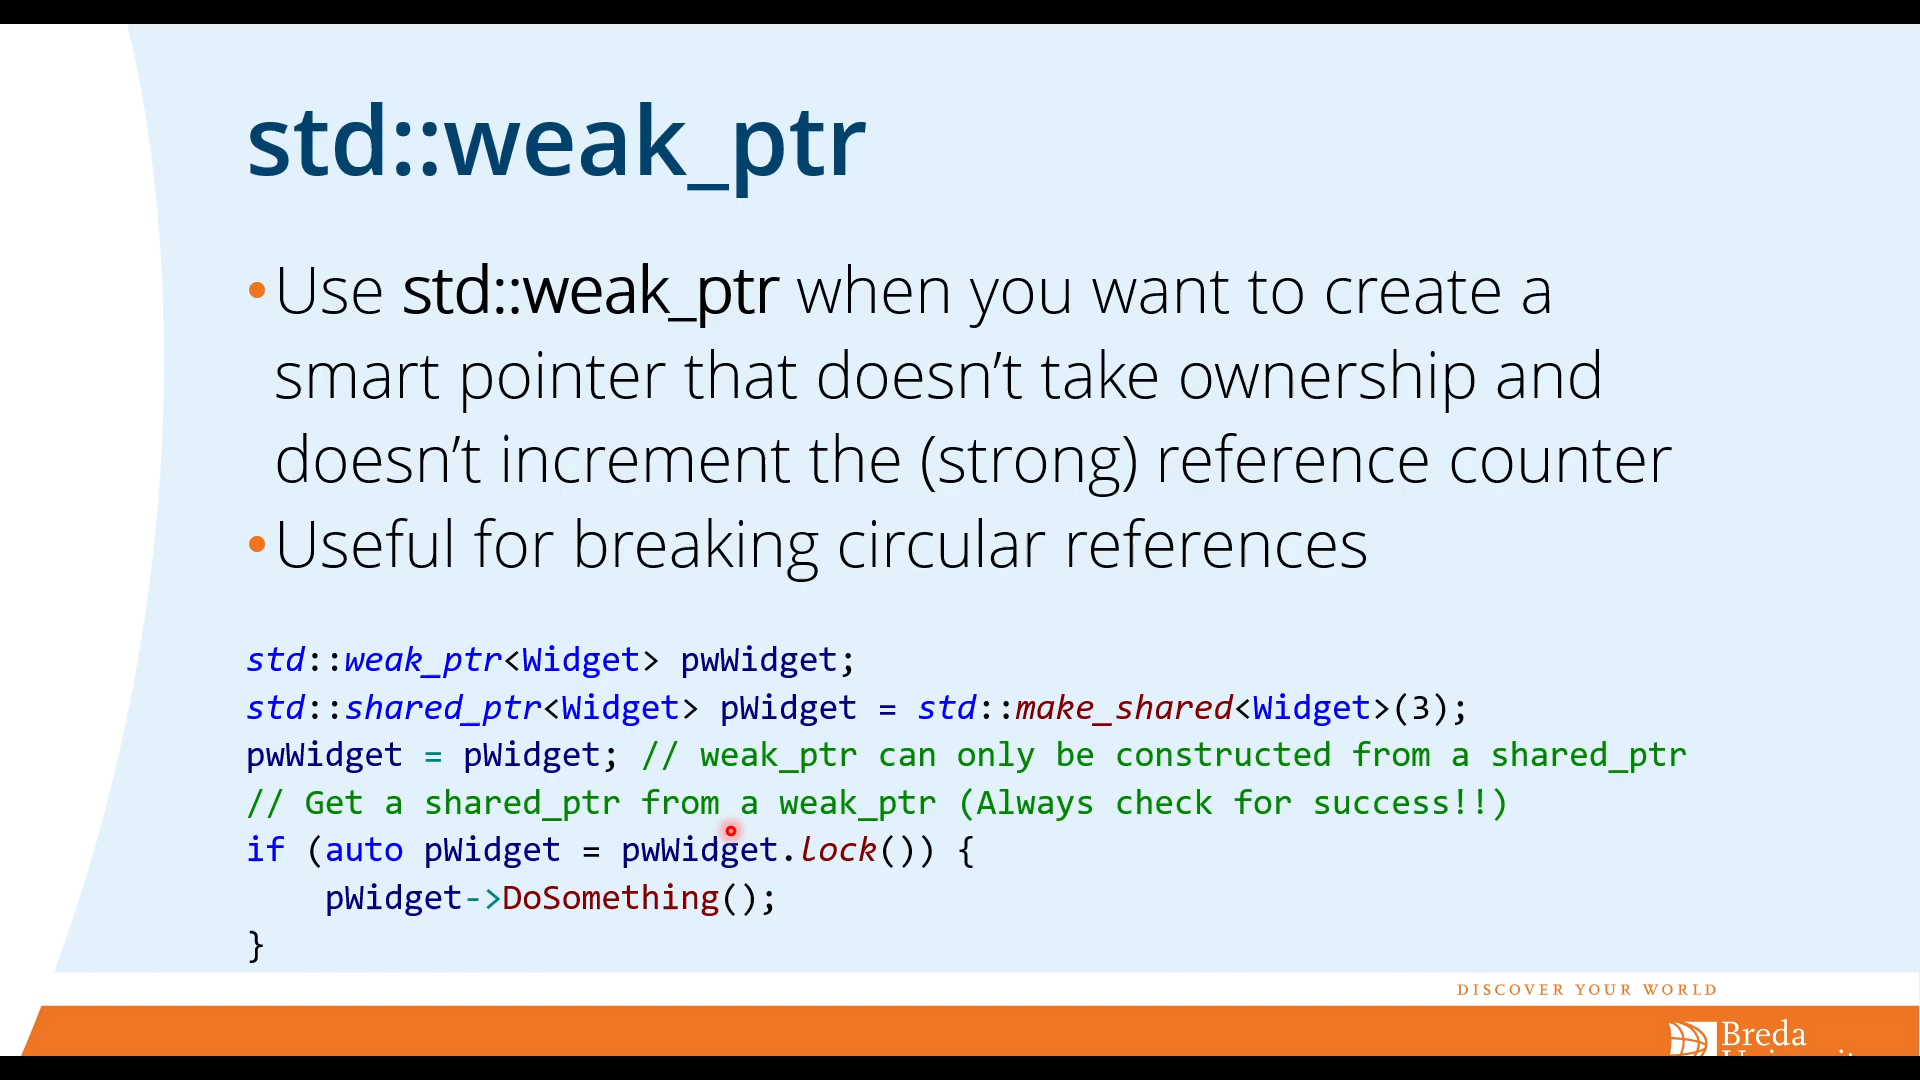 std::weak_ptr
•Use std::weak_ptr when you want to create a
smart pointer that doesn’t take ownership and
doesn’t increment the (strong) reference counter
•Useful for breaking circular references
std::weak_ptr<Widget> pwWidget;
std::shared_ptr<Widget> pWidget = std::make_shared<Widget>(3);
pwWidget = pWidget; // weak_ptr can only be constructed from a shared_ptr
// Get a shared_ptr from a weak_ptr (Always check for success!!)
if (auto pWidget = pwWidget.lock()) {
    pWidget->DoSomething();
}
DISCOVER YOUR WORLD
Breda